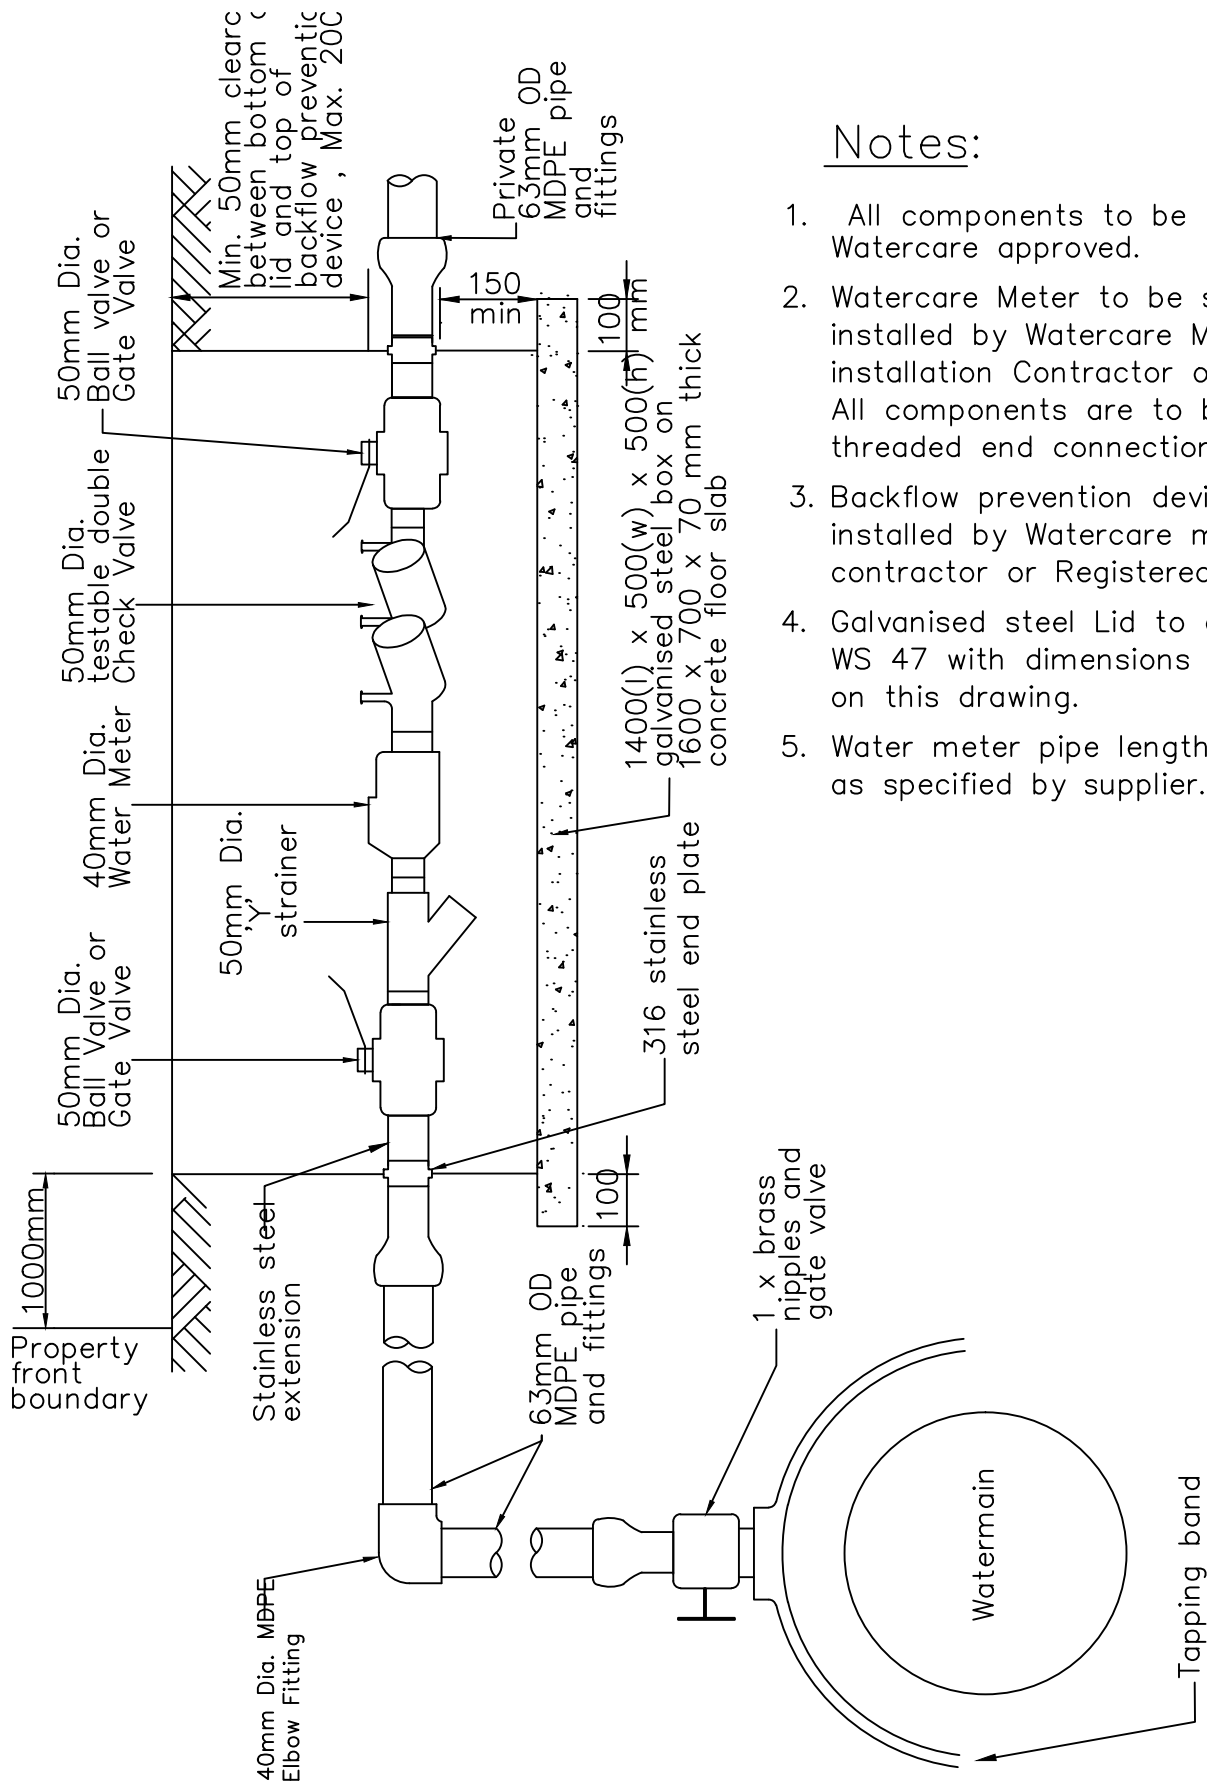 Notes:
1. All components to be
Watercare approved.
2. Watercare Meter to be
installed by Watercare
installation Contractor
All components are to
threaded end
3. Backflow prevention
installed by Watercare
contractor or Registered
4. Galvanised steel Lid to
WS 47 with dimensions
on this drawing.
5. Water meter pipe
as specified by supplier.
Min. 50mm
between bottom
lid and top of
backflow
device , Max.
Private
63mm OD
MDPE pipe
and
fittings
50mm Dia.
Ball valve or
Gate Valve
150
min
100
mm
50mm Dia.
testable double
Check Valve
1400(l) x 500(w) x 500(h)
galvanised steel box on
1600 x 700 x 70 mm thick
concrete floor slab
40mm Dia.
Water Meter
50mm Dia.
'Y'
strainer
316 stainless
steel end plate
50mm Dia.
Ball Valve or
Gate Valve
1000mm
Property
front
boundary
Stainless steel
extension
100
63mm OD
MDPE pipe
and fittings
1 x brass
nipples and
gate valve
40mm Dia. MDPE
Elbow Fitting
Watermain
Tapping band